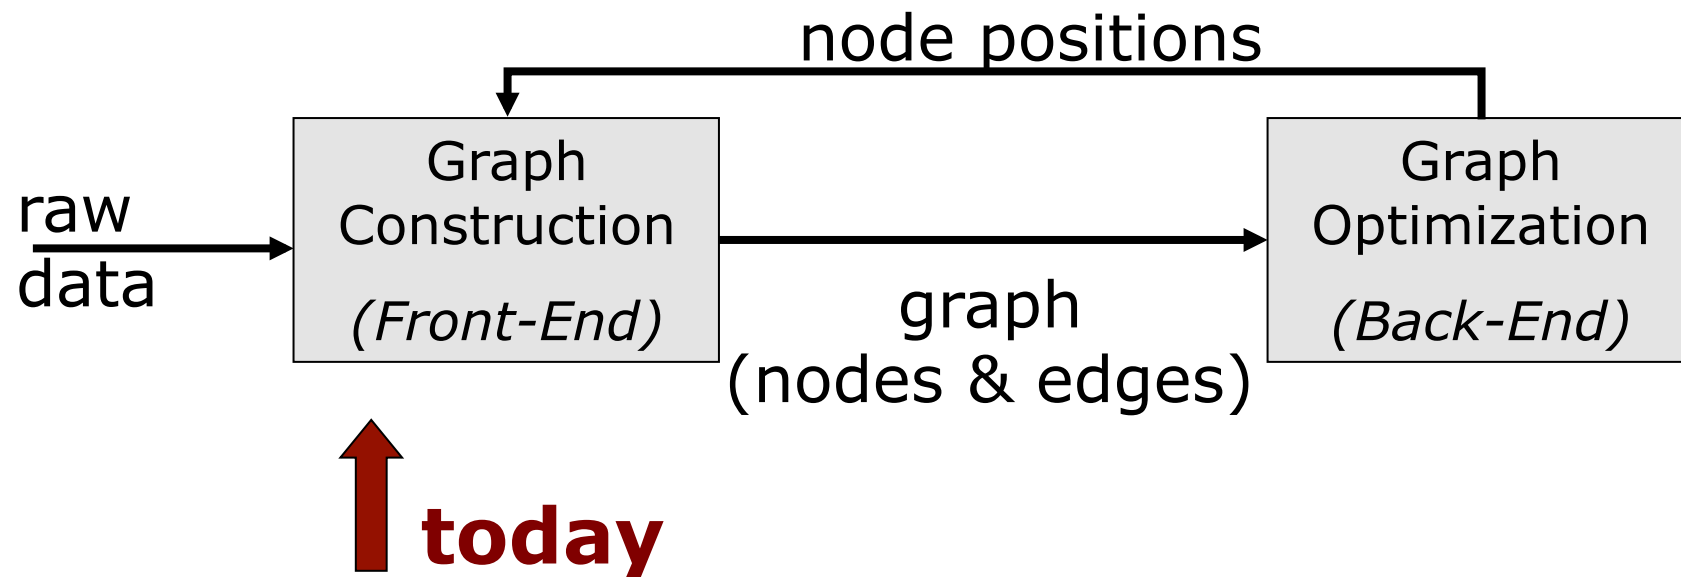 node positions
raw
data
Graph
Construction
(Front-End)
graph
(nodes & edges)
Graph
Optimization
(Back-End)
today